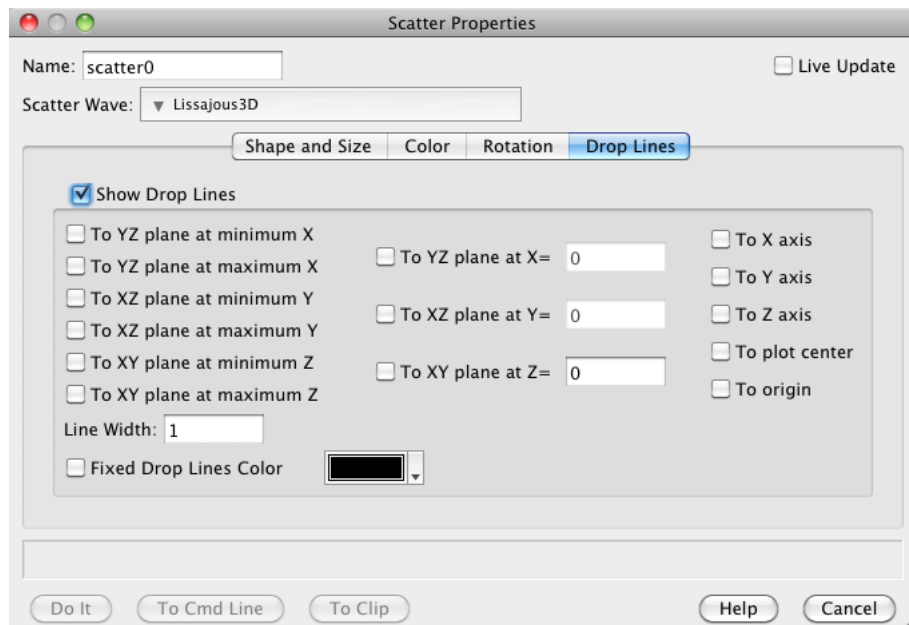 Scatter Properties
Name: scatter0
Live Update
Scatter Wave: Lissajous3D
Shape and Size Color Rotation Drop Lines
Show Drop Lines
To YZ plane at minimum X
To YZ plane at maximum X
To XZ plane at minimum Y
To XZ plane at maximum Y
To XY plane at minimum Z
To XY plane at maximum Z
To YZ plane at X= 0
To XZ plane at Y= 0
To XY plane at Z= 0
To X axis
To Y axis
To Z axis
To plot center
To origin
Line Width: 1
Fixed Drop Lines Color
Do It To Cmd Line To Clip Help Cancel